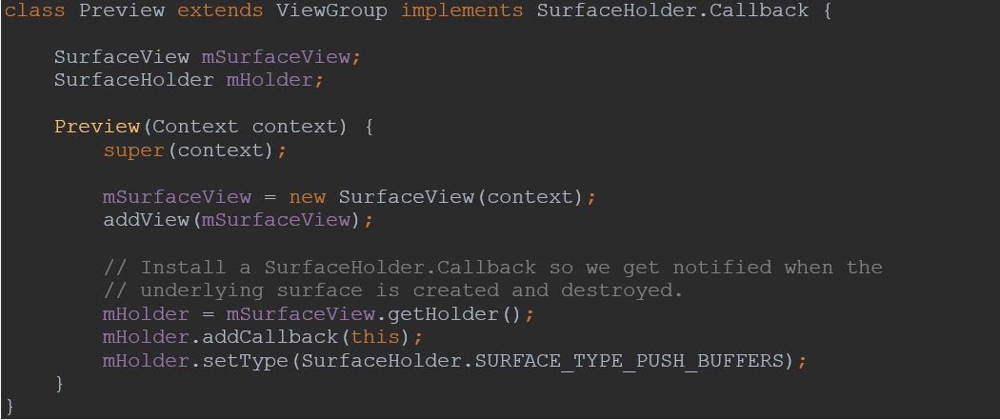 class Preview extends ViewGroup implements SurfaceHolder.Callback {
SurfaceView mSurfaceView;
SurfaceHolder mHolder;
Preview(Context context) {
super(context);
mSurfaceView = new SurfaceView(context);
addView(mSurfaceView);
// Install a SurfaceHolder.Callback so we get notified when the
// underlying surface is created and destroyed.
mHolder = mSurfaceView.getHolder();
mHolder.addCallback(this);
mHolder.setType(SurfaceHolder.SURFACE_TYPE_PUSH_BUFFERS);
}
}